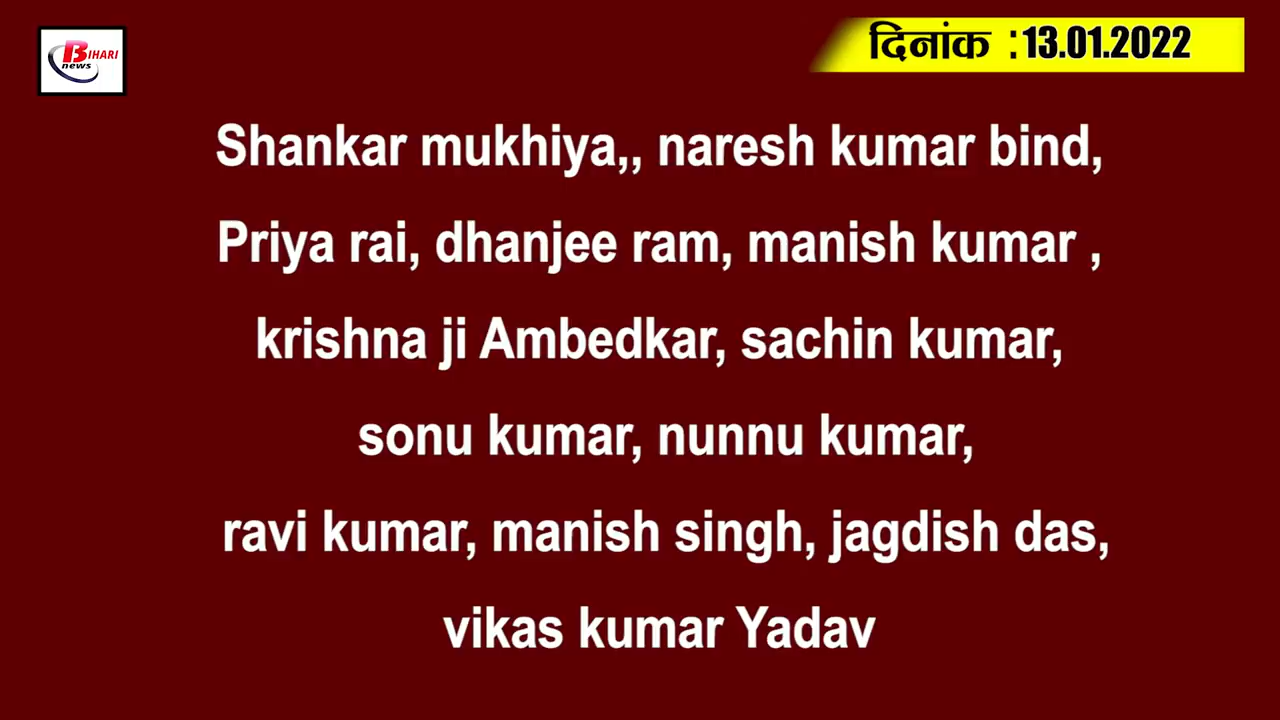 BIHARI
news
दिनांक :13.01.2022
Shankar mukhiya,, naresh kumar bind,
Priya rai, dhanjee ram, manish kumar ,
krishna ji Ambedkar, sachin kumar,
sonu kumar, nunnu kumar,
ravi kumar, manish singh, jagdish das,
vikas kumar Yadav